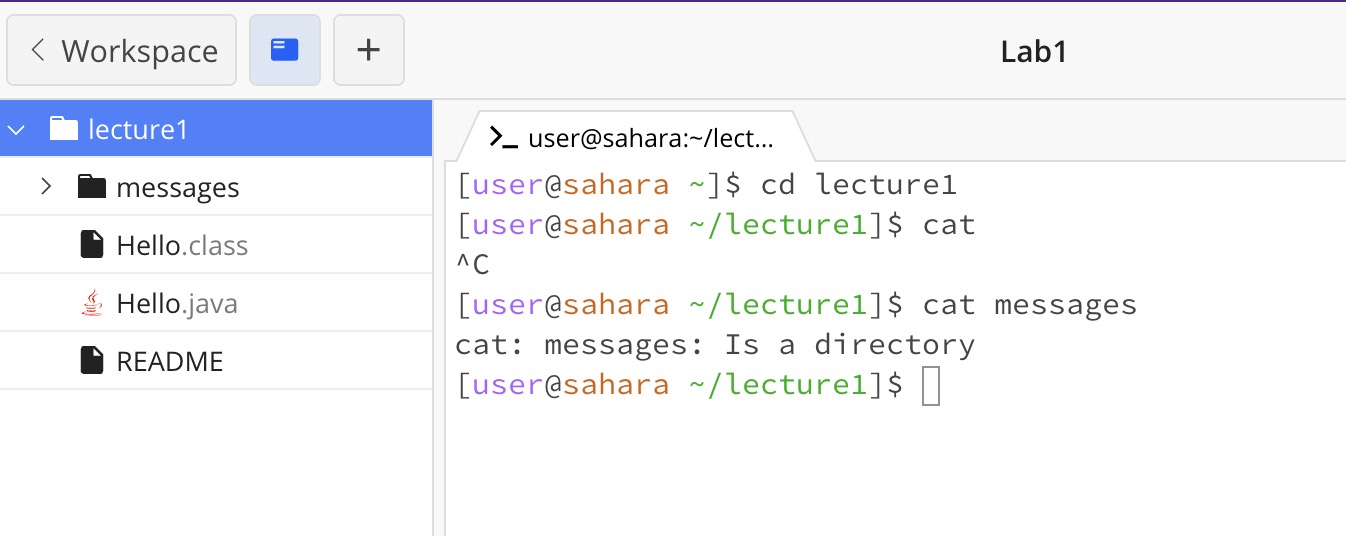 Workspace
+
Lab1
lecture1
messages
Hello.class
Hello.java
README
>_ user@sahara:~/lect...
[user@sahara ~]$ cd lecture1
[user@sahara ~/lecture1]$ cat
^C
[user@sahara ~/lecture1]$ cat messages
cat: messages: Is a directory
[user@sahara ~/lecture1]$